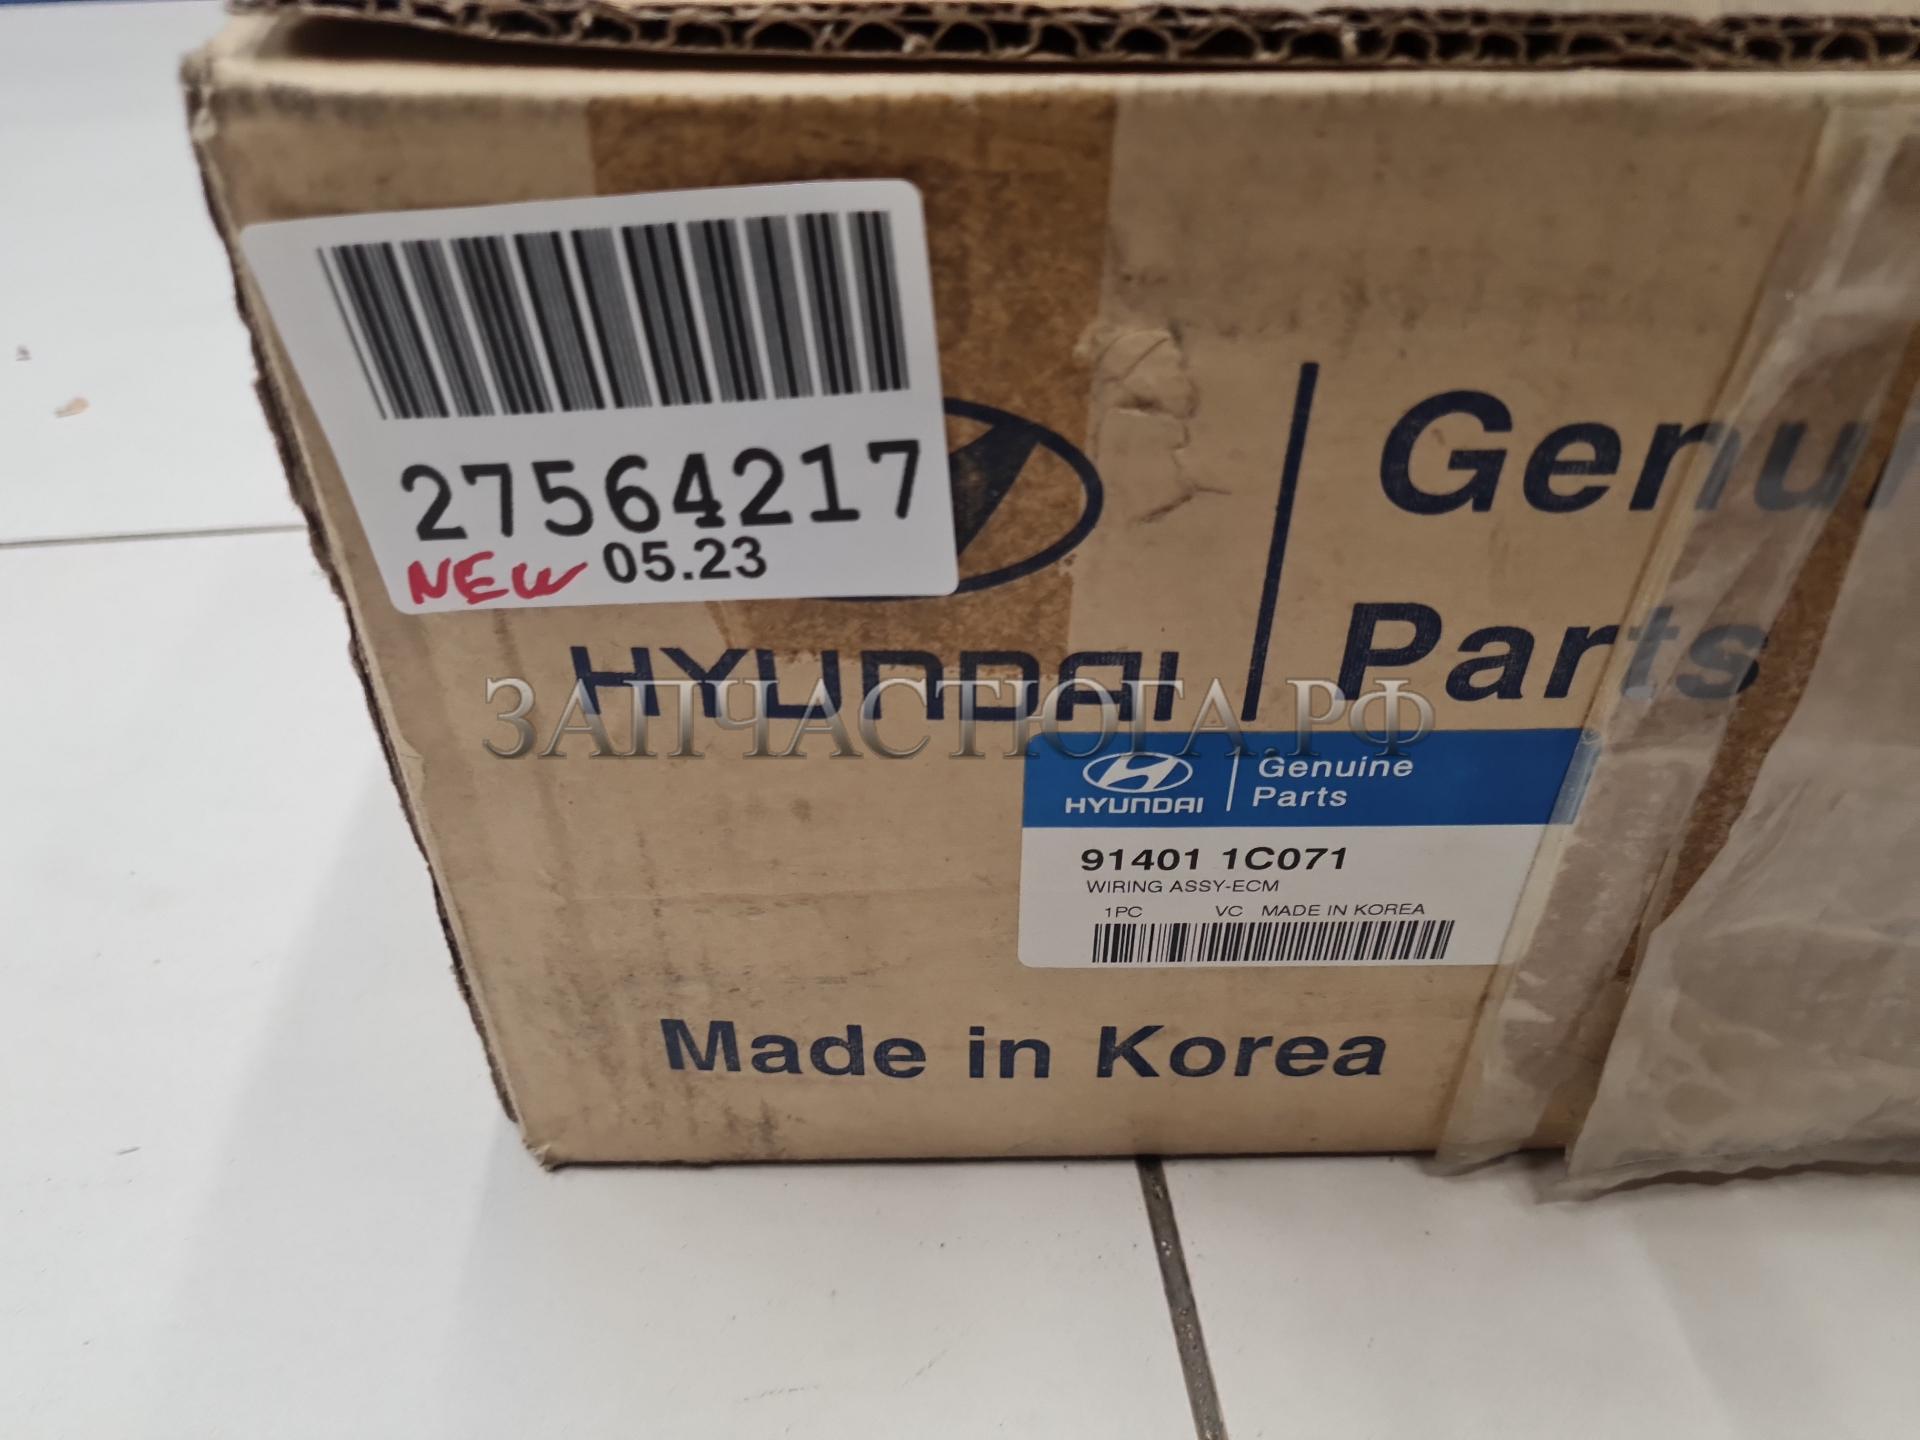 27564217
NEW 05.23
HYUNDAI
Genui
Parts
ЗАПЧАСТЮГА.РФ
HYUNDAI
Genuine
Parts
91401 1C071
WIRING ASSY-ECM
1PC VC MADE IN KOREA
Made in Korea